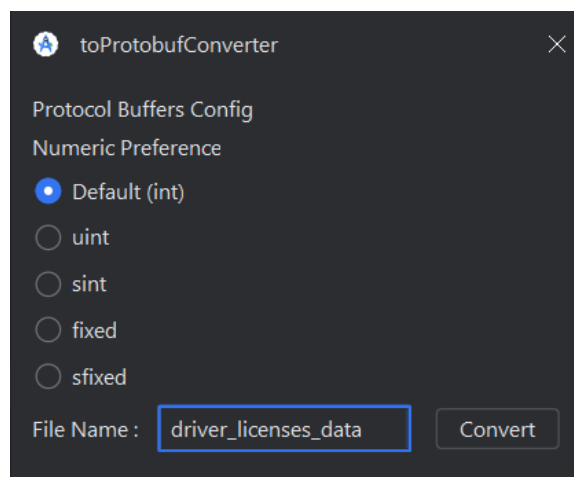 toProtobufConverter
Protocol Buffers Config
Numeric Preference
Default (int)
uint
sint
fixed
sfixed
File Name : driver_licenses_data Convert